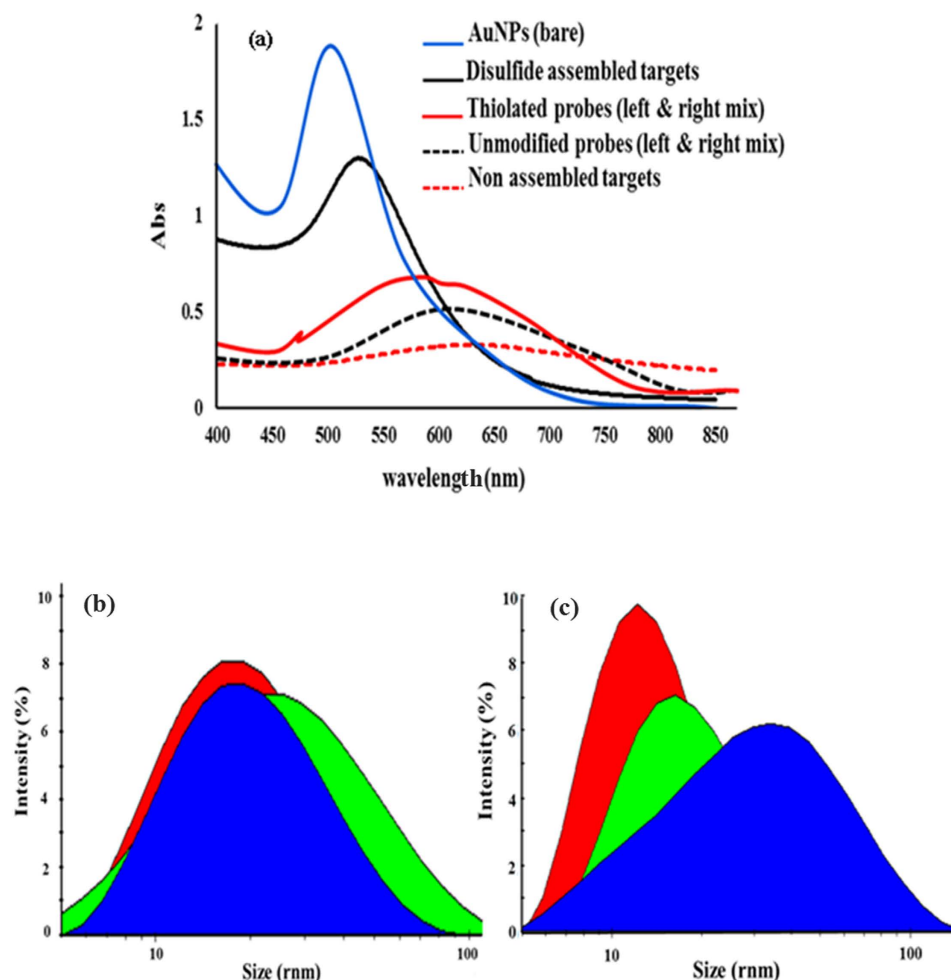 (a)
AuNPs (bare)
Disulfide assembled targets
Thiolated probes (left & right mix)
Unmodified probes (left & right mix)
Non assembled targets
2
1.5
1
0.5
0
Abs
400 450 500 550 600 650 700 750 800 850
wavelength(nm)
(b)
10
8
6
4
2
0
Intensity (%)
10 100
Size (rnm)
(c)
10
8
6
4
2
0
Intensity (%)
10 100
Size (rnm)